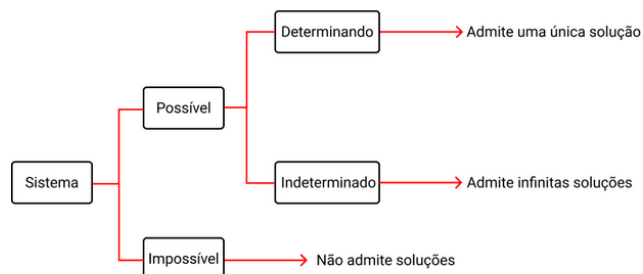 Determinando
Admite uma única solução
Possível
Sistema
Indeterminado
Admite infinitas soluções
Impossível
Não admite soluções